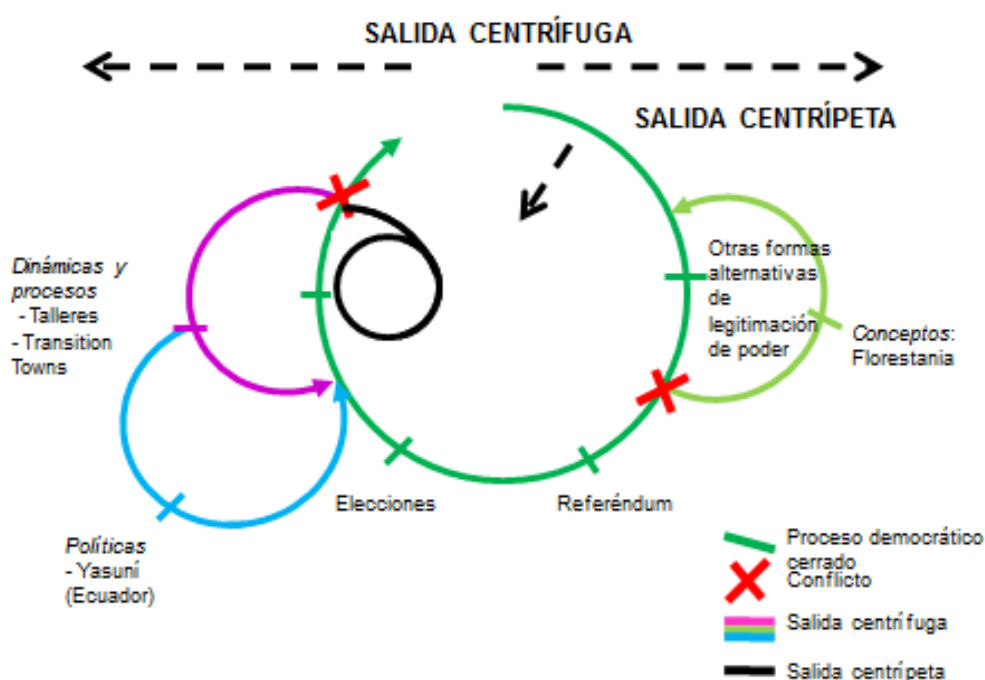 SALIDA CENTRÍFUGA
SALIDA CENTRÍPETA
Dinámicas y
procesos
- Talleres
- Transition
Towns
Otras formas
alternativas
de
legitimación
de poder
Conceptos:
Florestania
Elecciones
Referéndum
Políticas
- Yasuní
(Ecuador)
Proceso democrático
cerrado
Conflicto
Salida centrífuga
Salida centrípeta